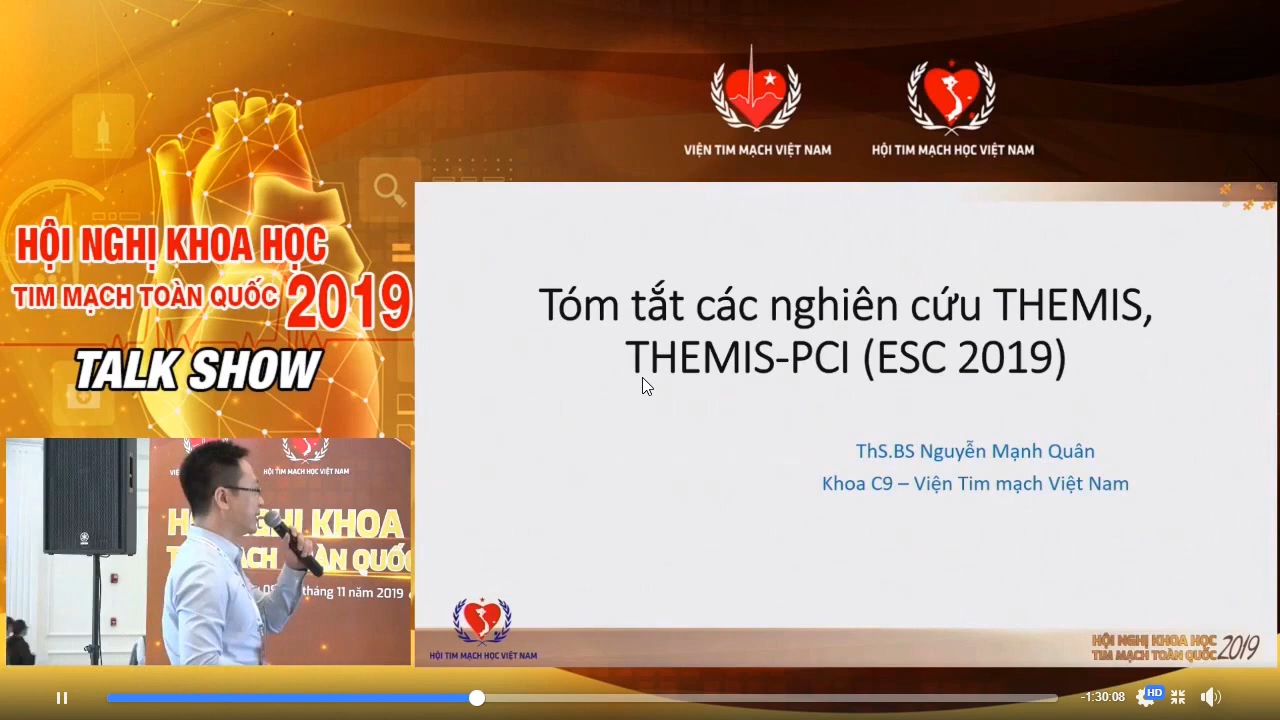 VIỆN TIM MẠCH VIỆT NAM
HỘI TIM MẠCH HỌC VIỆT NAM
HỘI NGHỊ KHOA HỌC
TIM MẠCH TOÀN QUỐC 2019
TALK SHOW
Tóm tắt các nghiên cứu THEMIS,
THEMIS-PCI (ESC 2019)
ThS.BS Nguyễn Mạnh Quân
Khoa C9 – Viện Tim mạch Việt Nam
HỘI TIM MẠCH HỌC VIỆT NAM
KHOA
TOÀN QUỐC
tháng 11 năm 2019
HỘI TIM MẠCH HỌC VIỆT NAM
HỘI NGHỊ KHOA HỌC
TIM MẠCH TOÀN QUỐC 2019
-1:30:08
HD